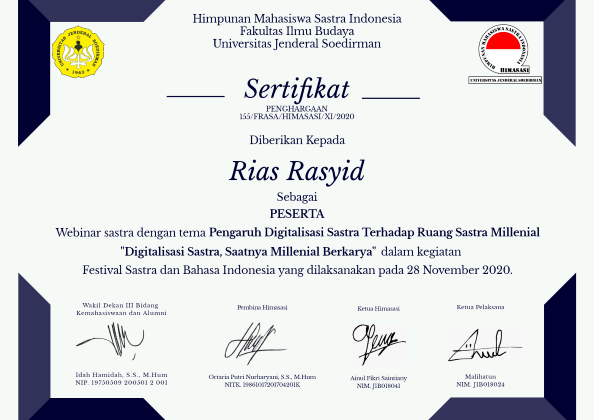 Himpunan Mahasiswa Sastra Indonesia
Fakultas Ilmu Budaya
Universitas Jenderal Soedirman
UNIVERSITAS JENDERAL SOEDIRMAN
1963
HIMPUNAN MAHASISWA SASTRA INDONESIA
HIMASASI
UNIVERSITAS JENDERAL SOEDIRMAN
Sertifikat
PENGHARGAAN
155/FRASA/HIMASASI/XI/2020
Diberikan Kepada
Rias Rasyid
Sebagai
PESERTA
Webinar sastra dengan tema Pengaruh Digitalisasi Sastra Terhadap Ruang Sastra Millenial
"Digitalisasi Sastra, Saatnya Millenial Berkarya" dalam kegiatan
Festival Sastra dan Bahasa Indonesia yang dilaksanakan pada 28 November 2020.
Wakil Dekan III Bidang
Kemahasiswaan dan Alumni
Idah Hamidah, S.S., M.Hum
NIP. 19750509 200501 2 001
Pembina Himasasi
Octaria Putri Nurharyani, S.S., M.Hum
NITK. 19861017201704201K
Ketua Himasasi
Ainul Fikri Saintiany
NIM. J1B018041
Ketua Pelaksana
Malihatun
NIM. J1B018024